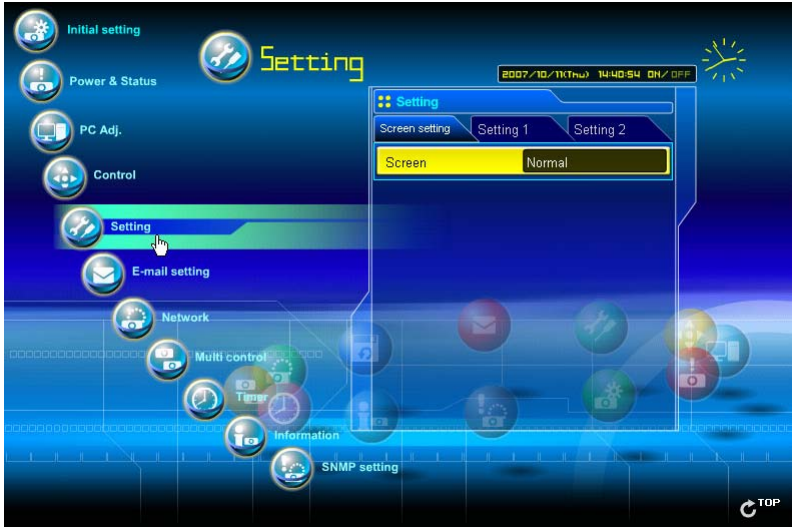 Initial setting
Power & Status
PC Adj.
Control
Setting
E-mail setting
Network
Multi control
Timer
Information
SNMP setting
Setting
2007/10/11(Thu) 14:40:54 ON/OFF
Setting
Screen setting Setting 1 Setting 2
Screen Normal
TOP